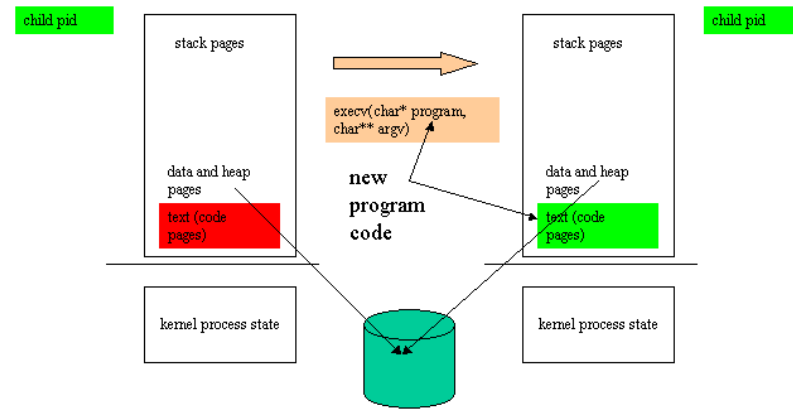 child pid
child pid
stack pages
stack pages
execv(char* program,
char** argv)
data and heap
pages
data and heap
pages
new
program
code
text (code
pages)
text (code
pages)
kernel process state
kernel process state